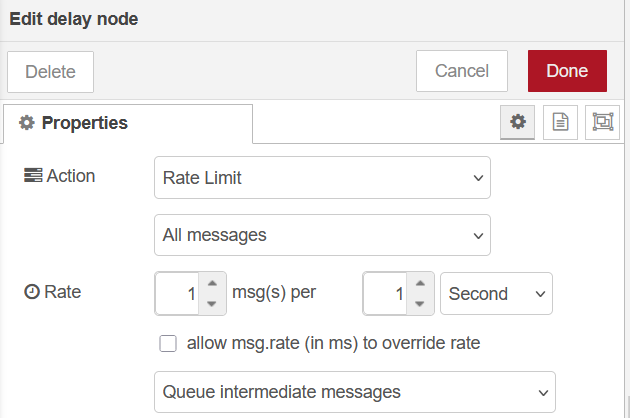 Edit delay node
Delete
Cancel
Done
Properties
Action
Rate Limit
All messages
Rate
1
msg(s) per
1
Second
allow msg.rate (in ms) to override rate
Queue intermediate messages